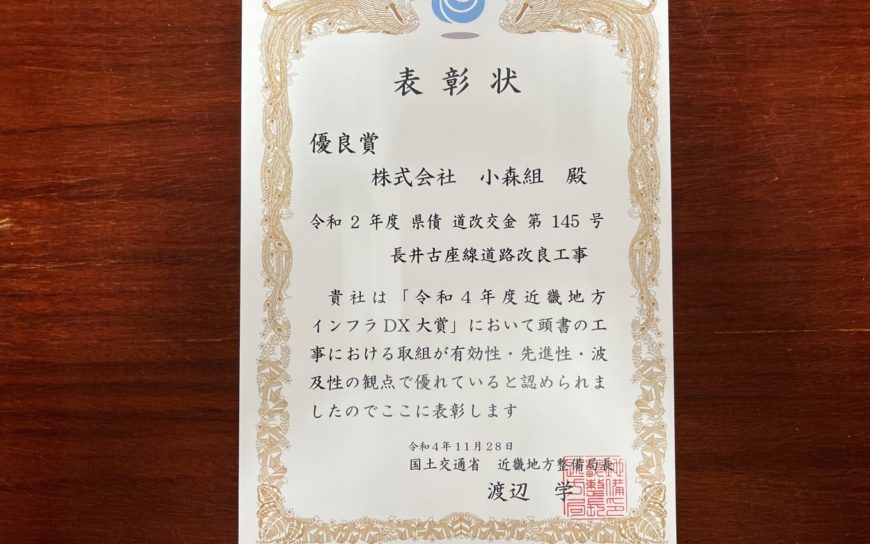 表彰状
優良賞
株式会社 小森組 殿
令和 2 年度 県債 道改交金 第 145 号
長井古座線道路改良工事
貴社は「令和4年度近畿地方
インフラDX大賞」において頭書の工
事における取組が有効性・先進性・波
及性の観点で優れていると認められま
したのでここに表彰します
令和4年11月28日
国土交通省 近畿地方整備局長
渡辺 学